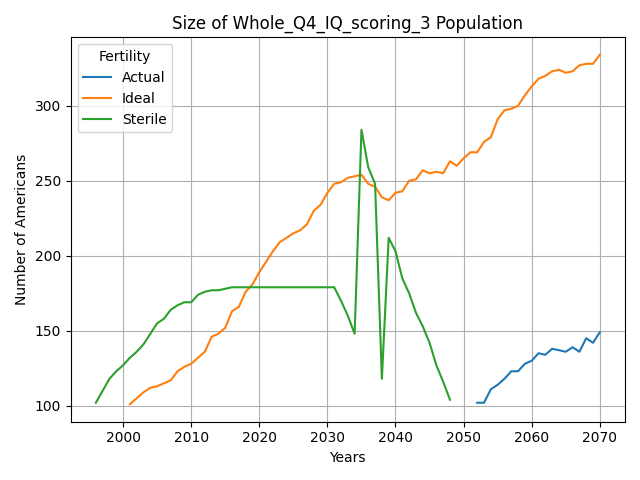 Size of Whole_Q4_IQ_scoring_3 Population
Fertility
Actual
Ideal
Sterile
Number of Americans
300
250
200
150
100
2000 2010 2020 2030 2040 2050 2060 2070
Years